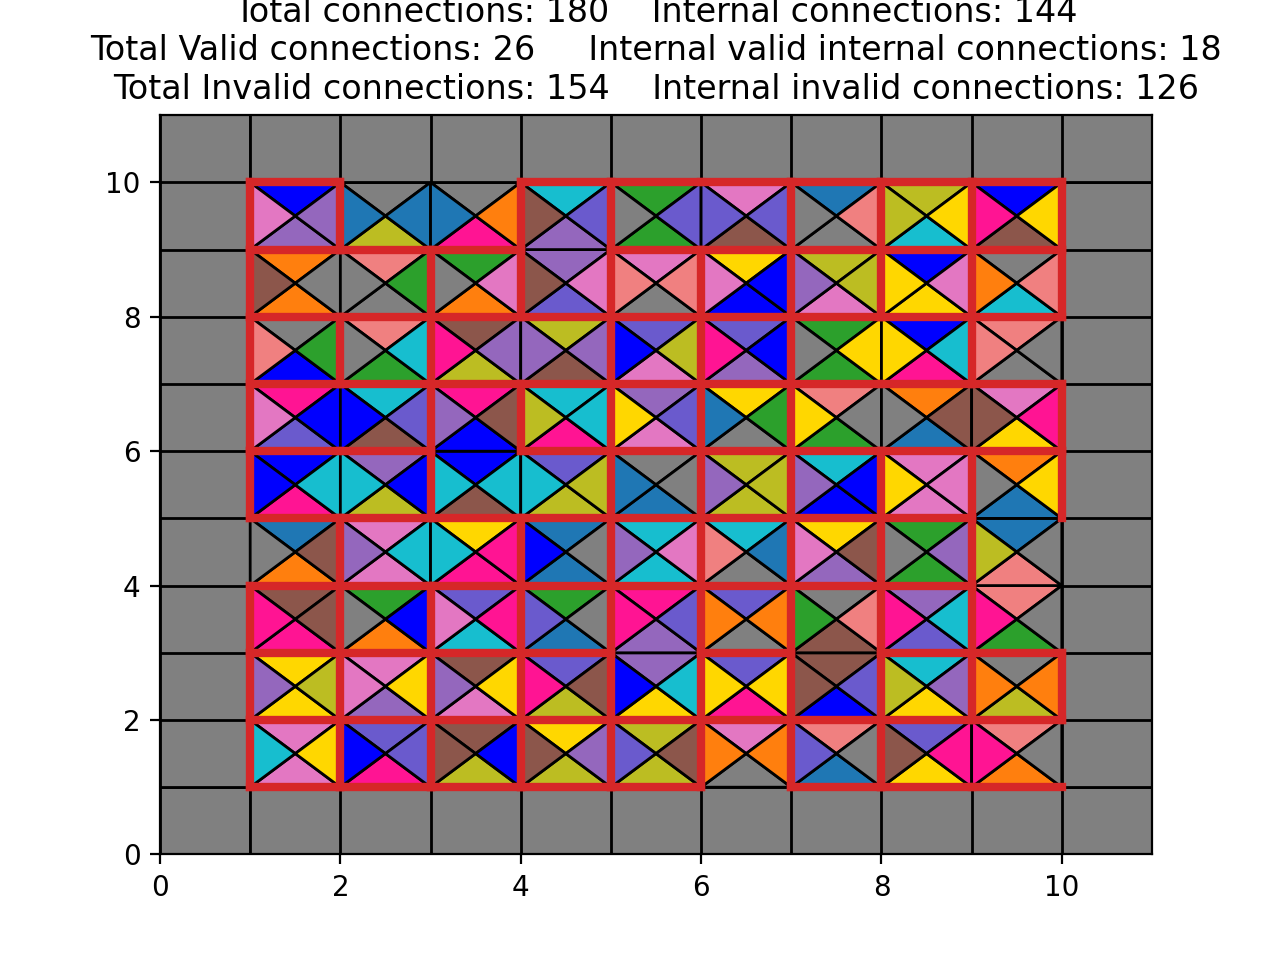 Total connections: 180 Internal connections: 144
Total Valid connections: 26 Internal valid internal connections: 18
Total Invalid connections: 154 Internal invalid connections: 126
10
8
6
4
2
0
0 2 4 6 8 10